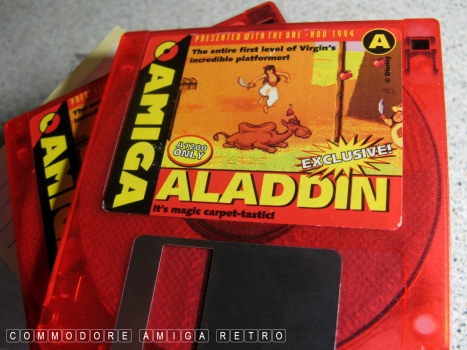 PRESENTED WITH THE ONE - NOV 1994
A
The entire first level of Virgin's
incredible platformer!
© Disney
AMIGA
A1200
ONLY
EXCLUSIVE!
ALADDIN
It's magic carpet-tastic!
AMIGA
COMMODORE AMIGA RETRO